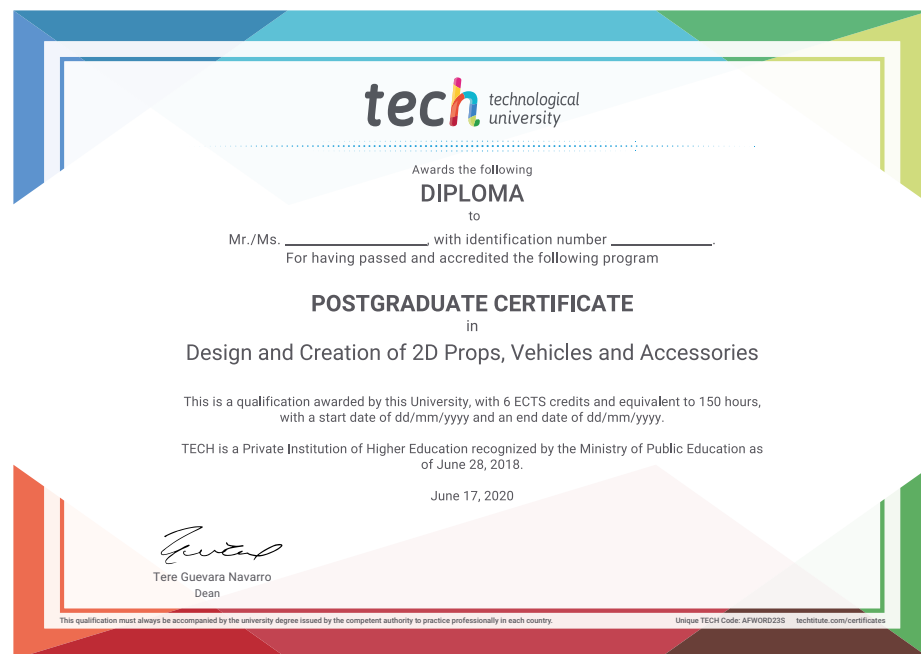 tech technological
university
Awards the following
DIPLOMA
to
Mr./Ms. ____________________, with identification number ______________.
For having passed and accredited the following program
POSTGRADUATE CERTIFICATE
in
Design and Creation of 2D Props, Vehicles and Accessories
This is a qualification awarded by this University, with 6 ECTS credits and equivalent to 150 hours,
with a start date of dd/mm/yyyy and an end date of dd/mm/yyyy.
TECH is a Private Institution of Higher Education recognized by the Ministry of Public Education as
of June 28, 2018.
June 17, 2020
Tere Guevara Navarro
Dean
This qualification must always be accompanied by the university degree issued by the competent authority to practice professionally in each country. Unique TECH Code: AFWORD23S techtitute.com/certificates